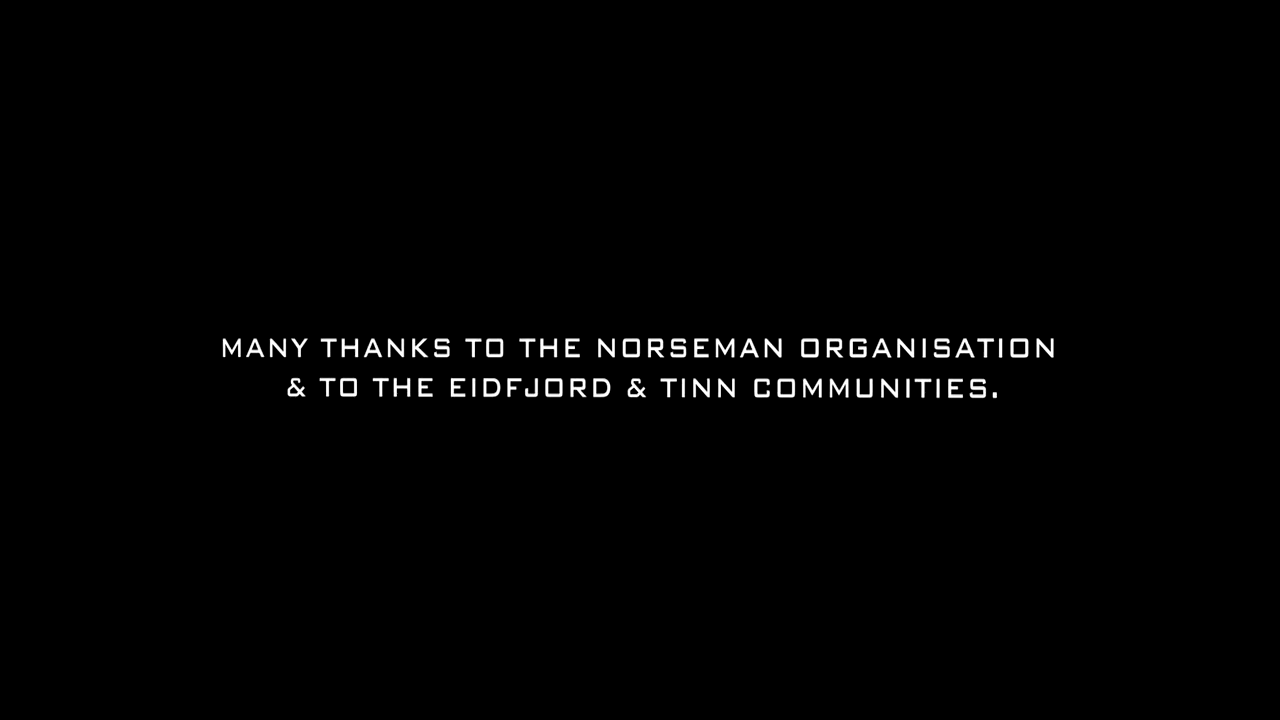 MANY THANKS TO THE NORSEMAN ORGANISATION
& TO THE EIDFJORD & TINN COMMUNITIES.